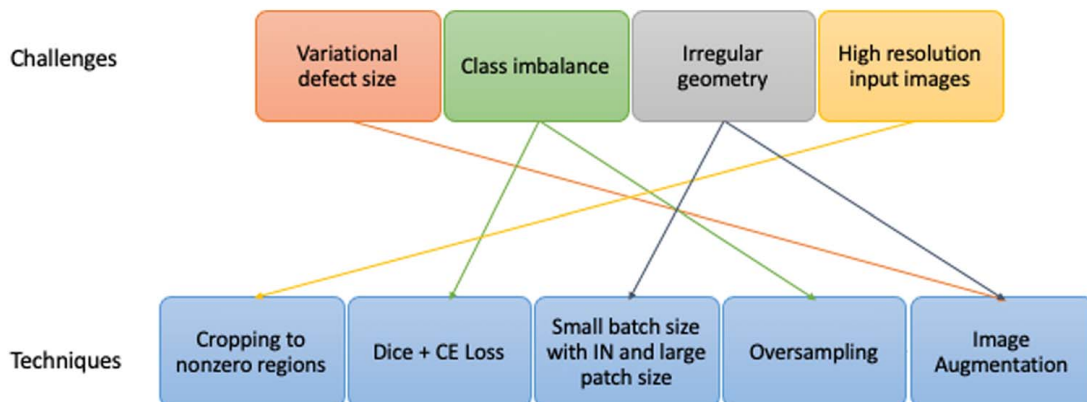 Challenges
Variational
defect size
Class imbalance
Irregular
geometry
High resolution
input images
Techniques
Cropping to
nonzero regions
Dice + CE Loss
Small batch size
with IN and large
patch size
Oversampling
Image
Augmentation